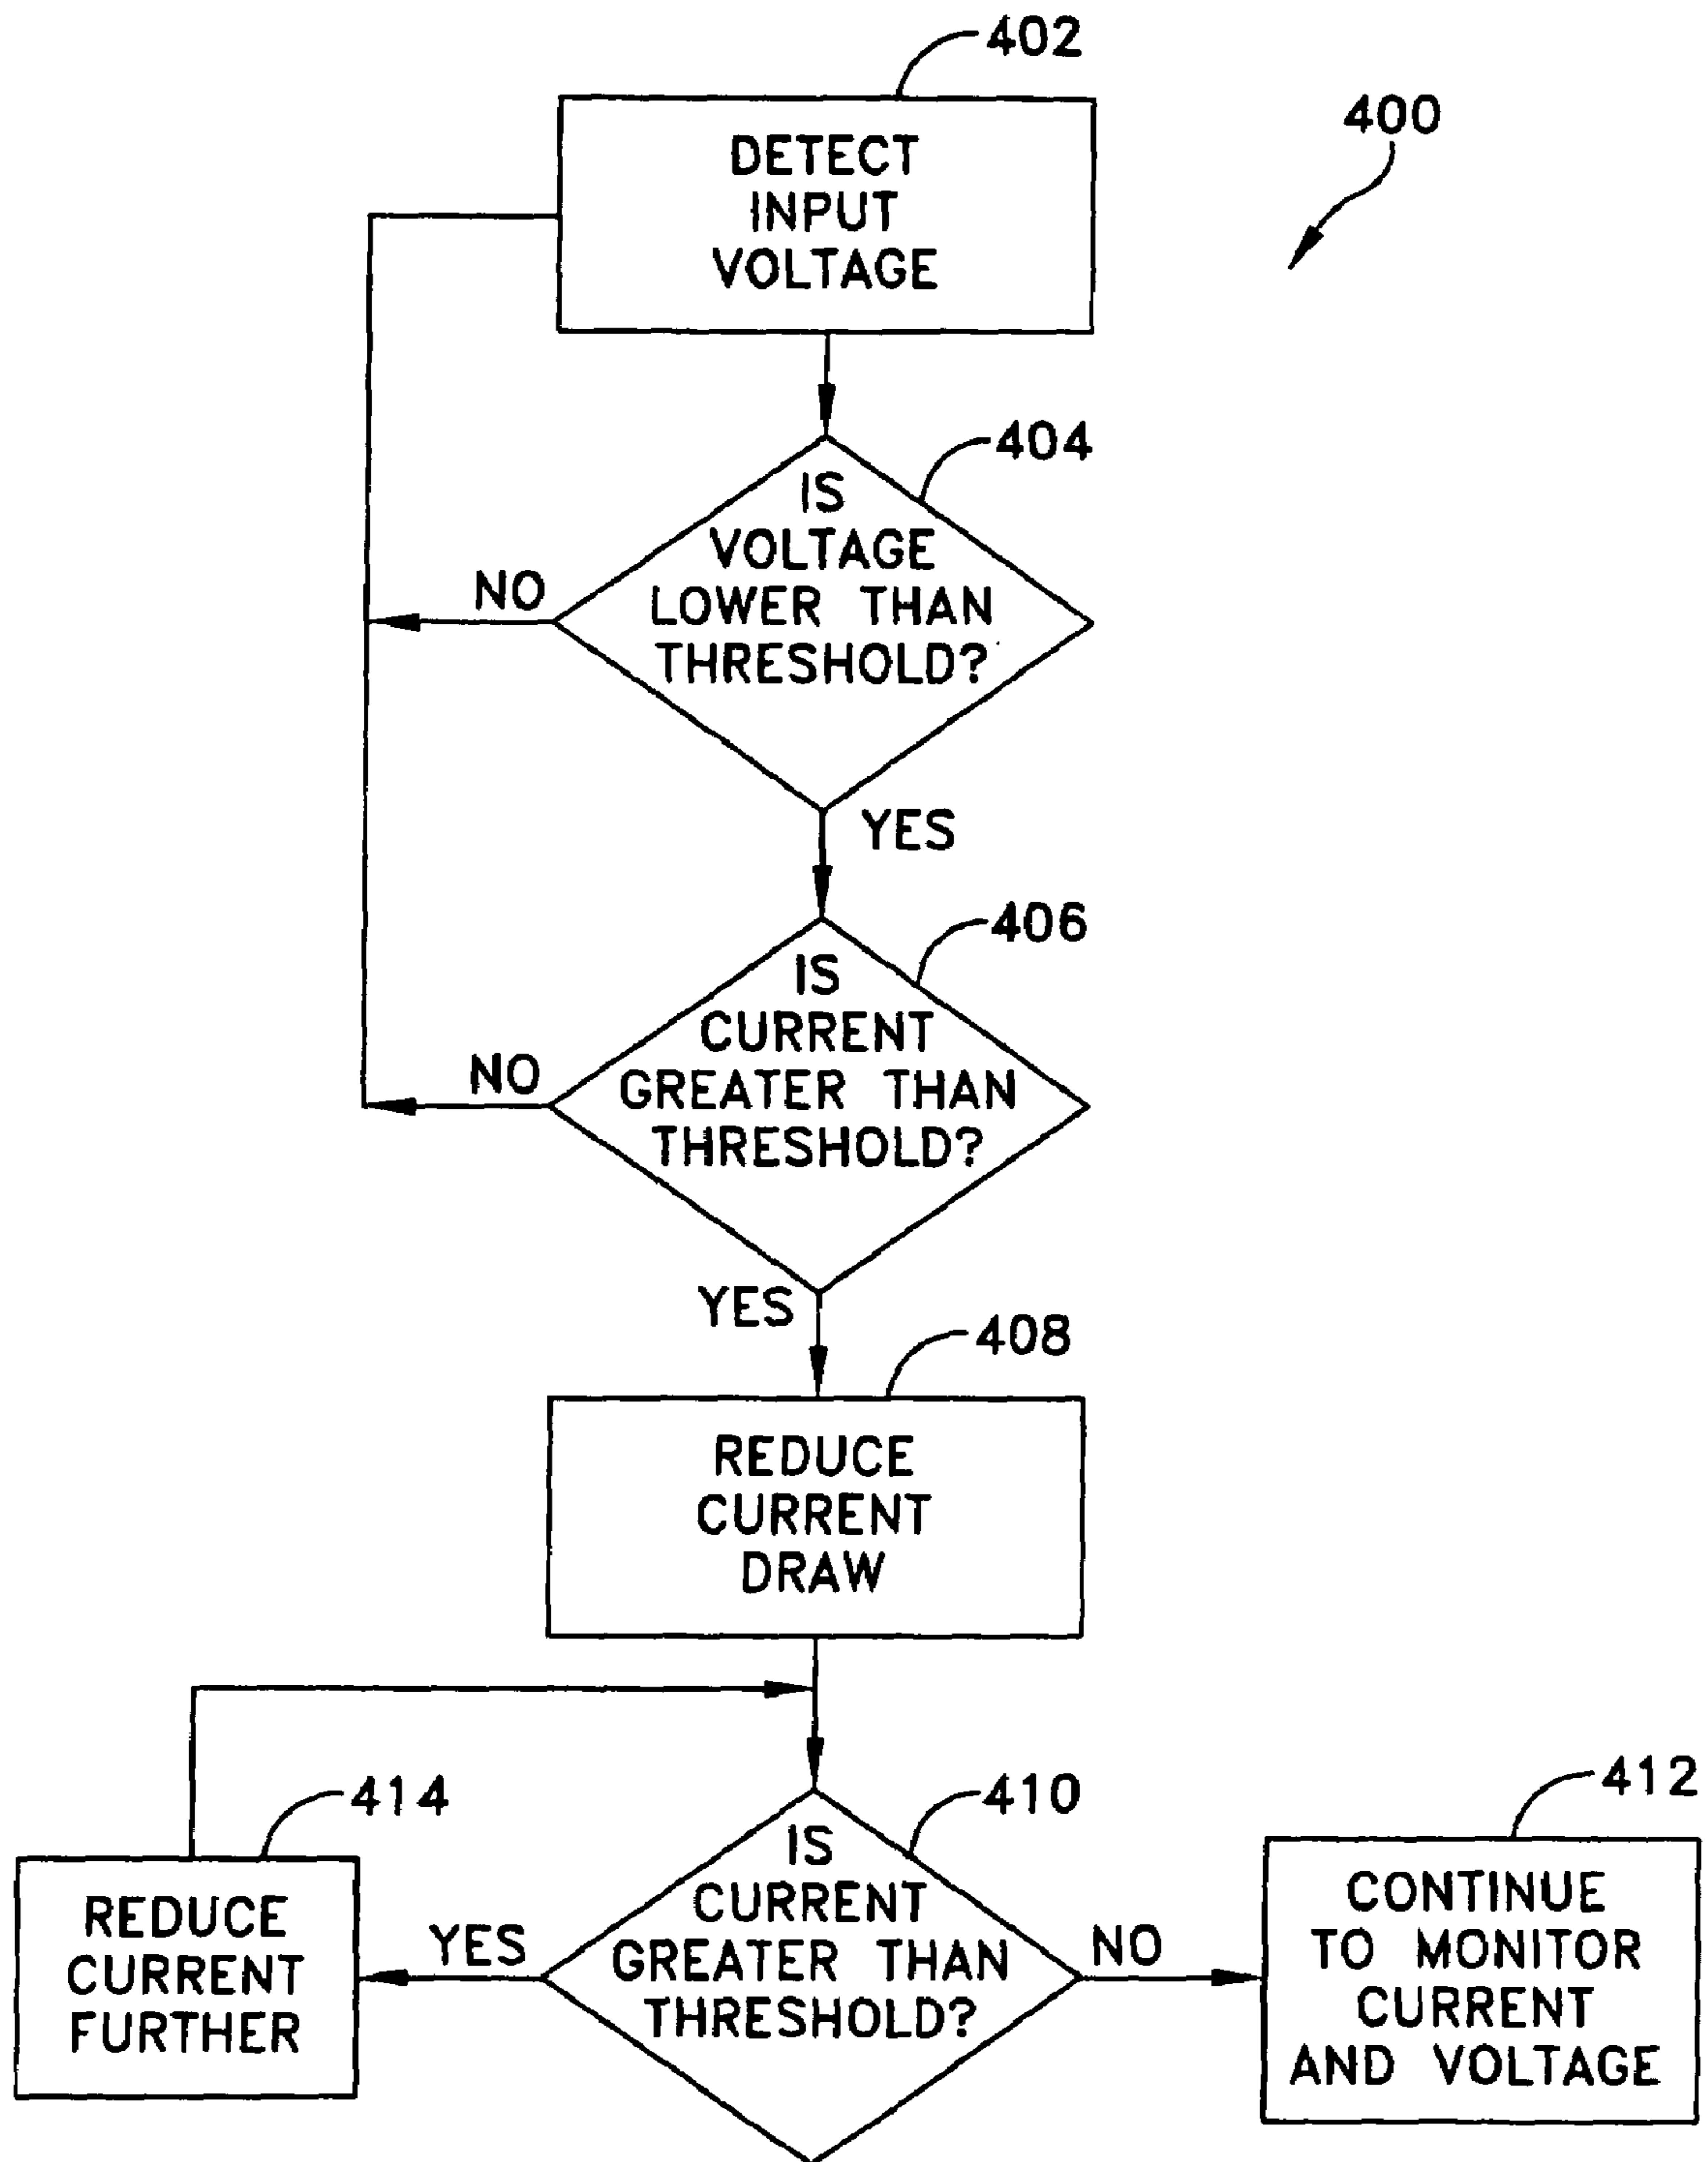 402
400
DETECT
INPUT
VOLTAGE
404
IS
VOLTAGE
LOWER THAN
THRESHOLD?
NO
YES
406
IS
CURRENT
GREATER THAN
THRESHOLD?
NO
YES
408
REDUCE
CURRENT
DRAW
414
410
412
IS
CURRENT
GREATER THAN
THRESHOLD?
YES
NO
REDUCE
CURRENT
FURTHER
CONTINUE
TO MONITOR
CURRENT
AND VOLTAGE